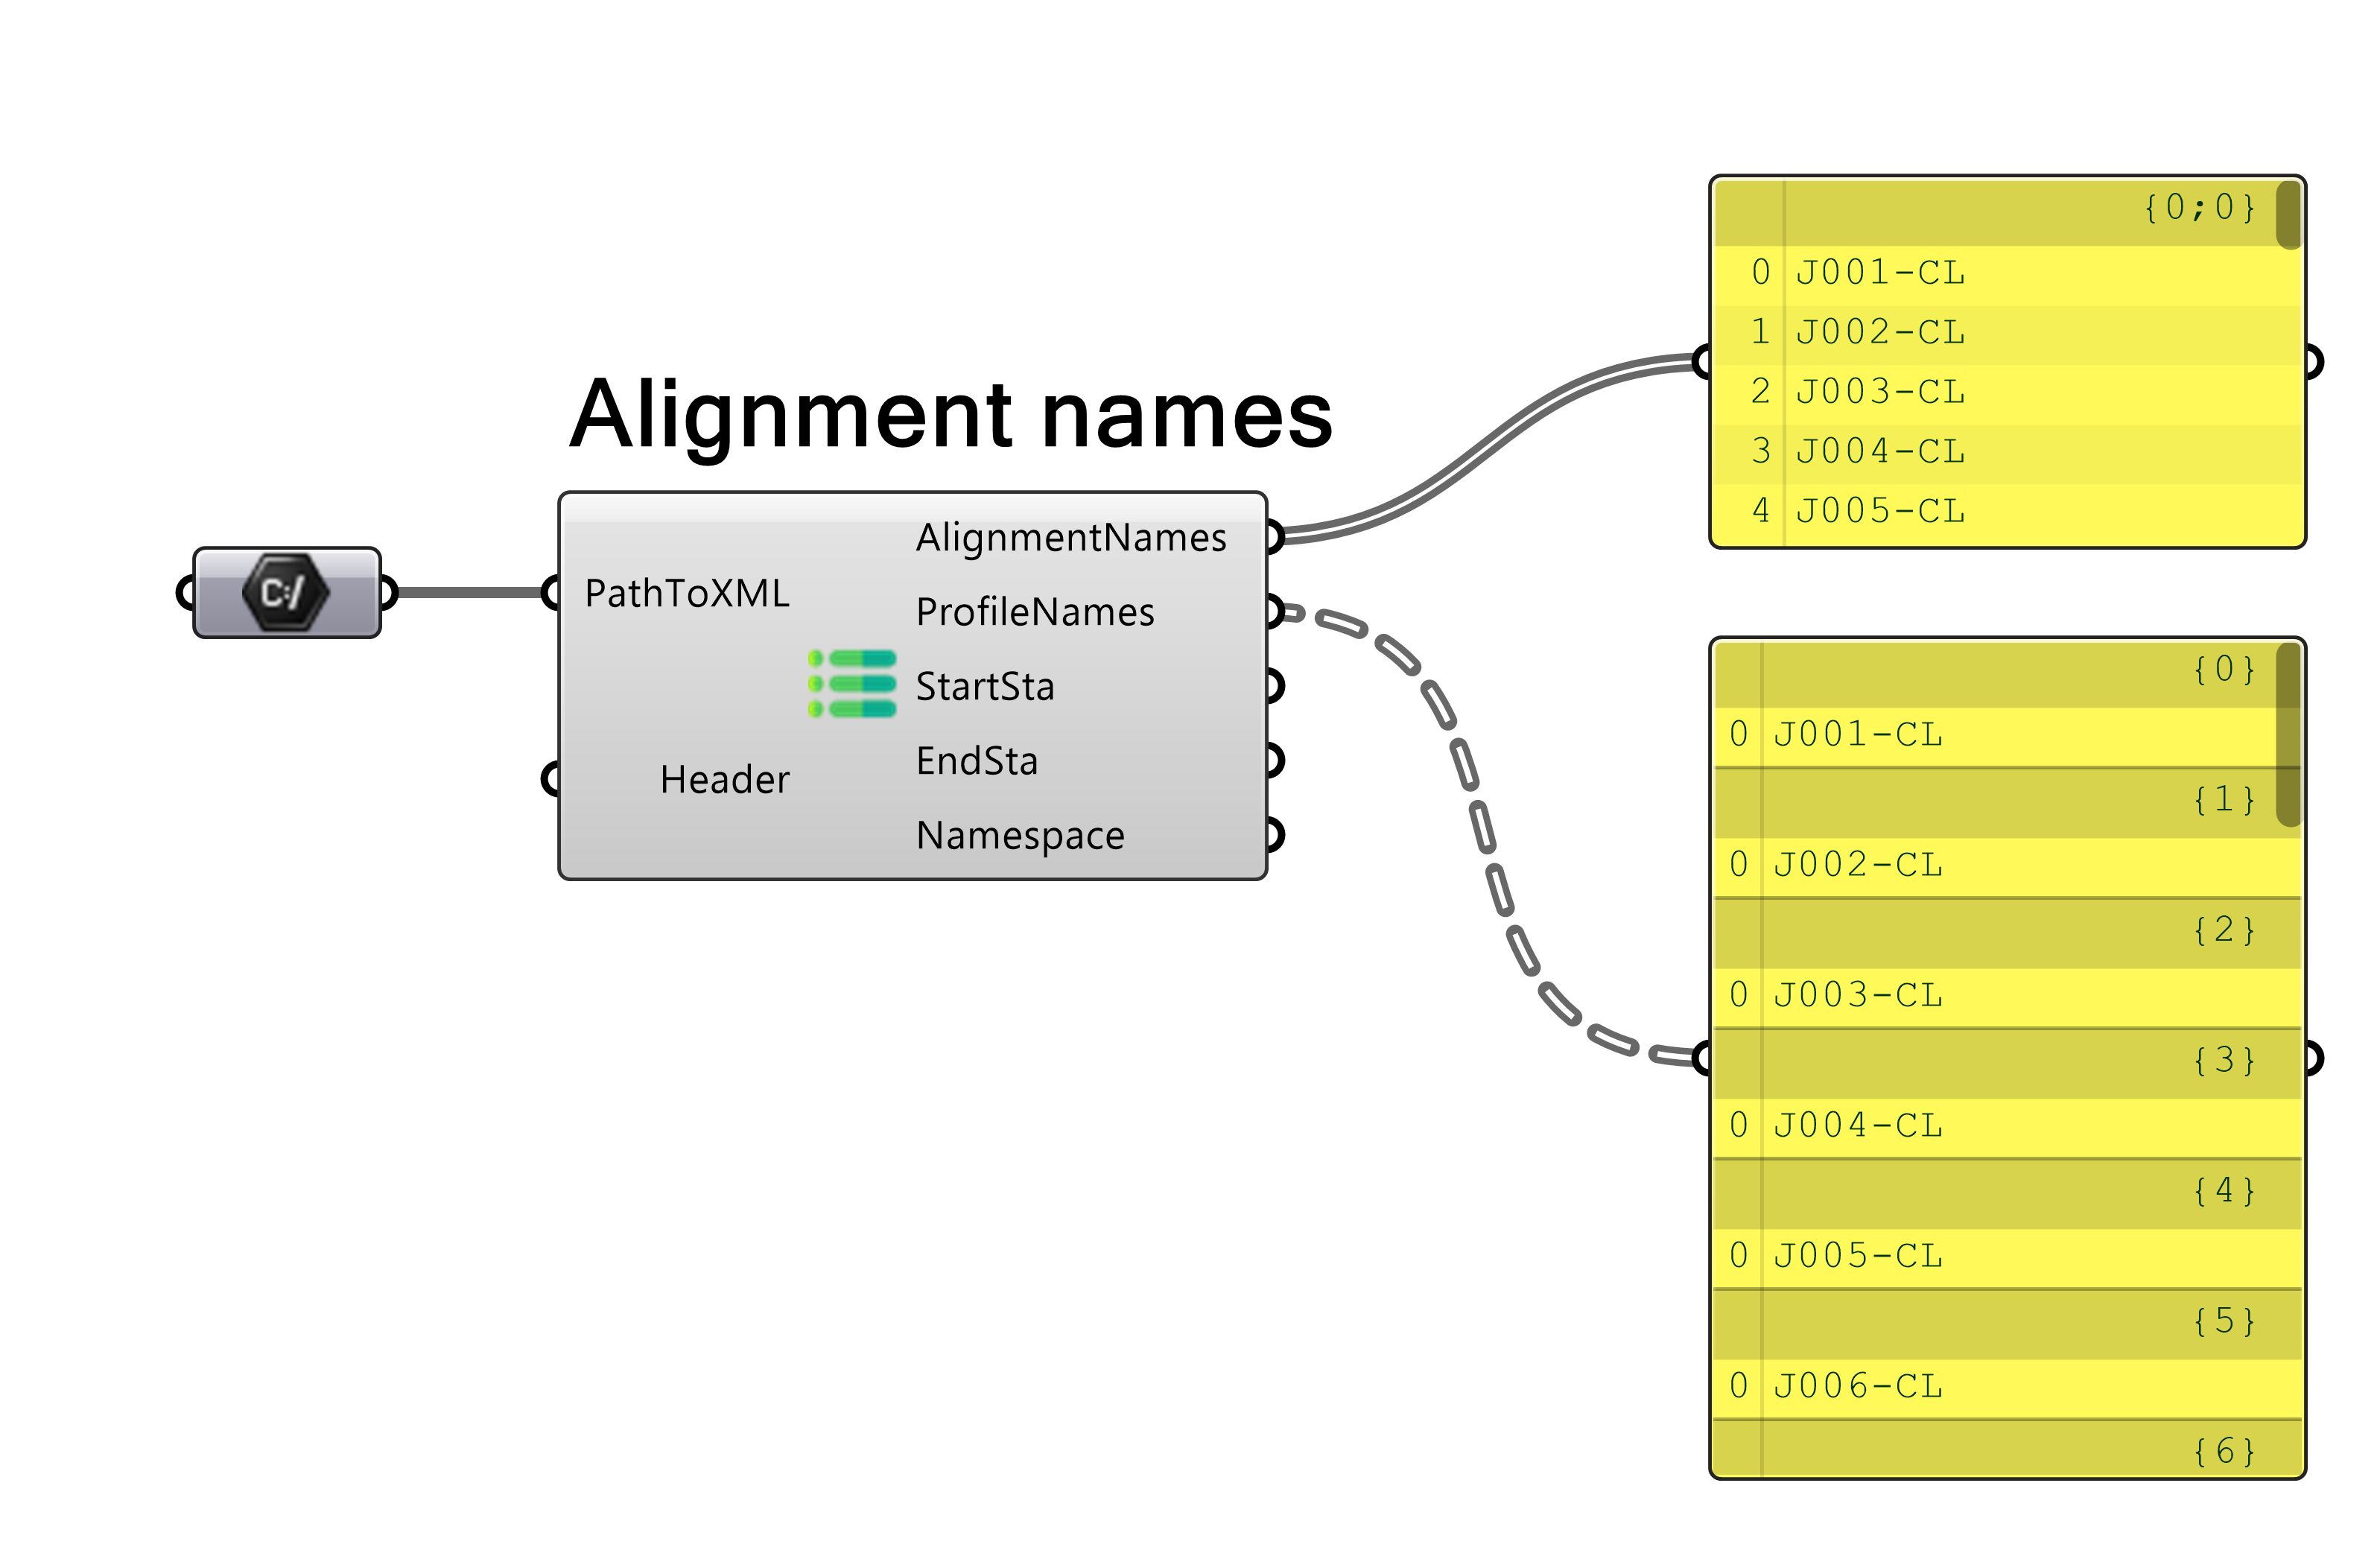 Alignment names
C:/
PathToXML
Header
AlignmentNames
ProfileNames
StartSta
EndSta
Namespace
{0;0}
0 J001-CL
1 J002-CL
2 J003-CL
3 J004-CL
4 J005-CL
{0}
0 J001-CL
{1}
0 J002-CL
{2}
0 J003-CL
{3}
0 J004-CL
{4}
0 J005-CL
{5}
0 J006-CL
{6}